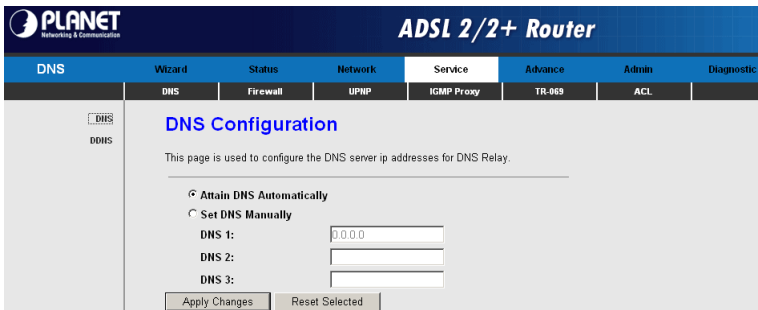 PLANET
Networking & Communication
ADSL 2/2+ Router
DNS
Wizard Status Network Service Advance Admin Diagnostic
DNS Firewall UPNP IGMP Proxy TR-069 ACL
DNS
DDNS
DNS Configuration
This page is used to configure the DNS server ip addresses for DNS Relay.
Attain DNS Automatically
Set DNS Manually
DNS 1: 0.0.0.0
DNS 2:
DNS 3:
Apply Changes Reset Selected